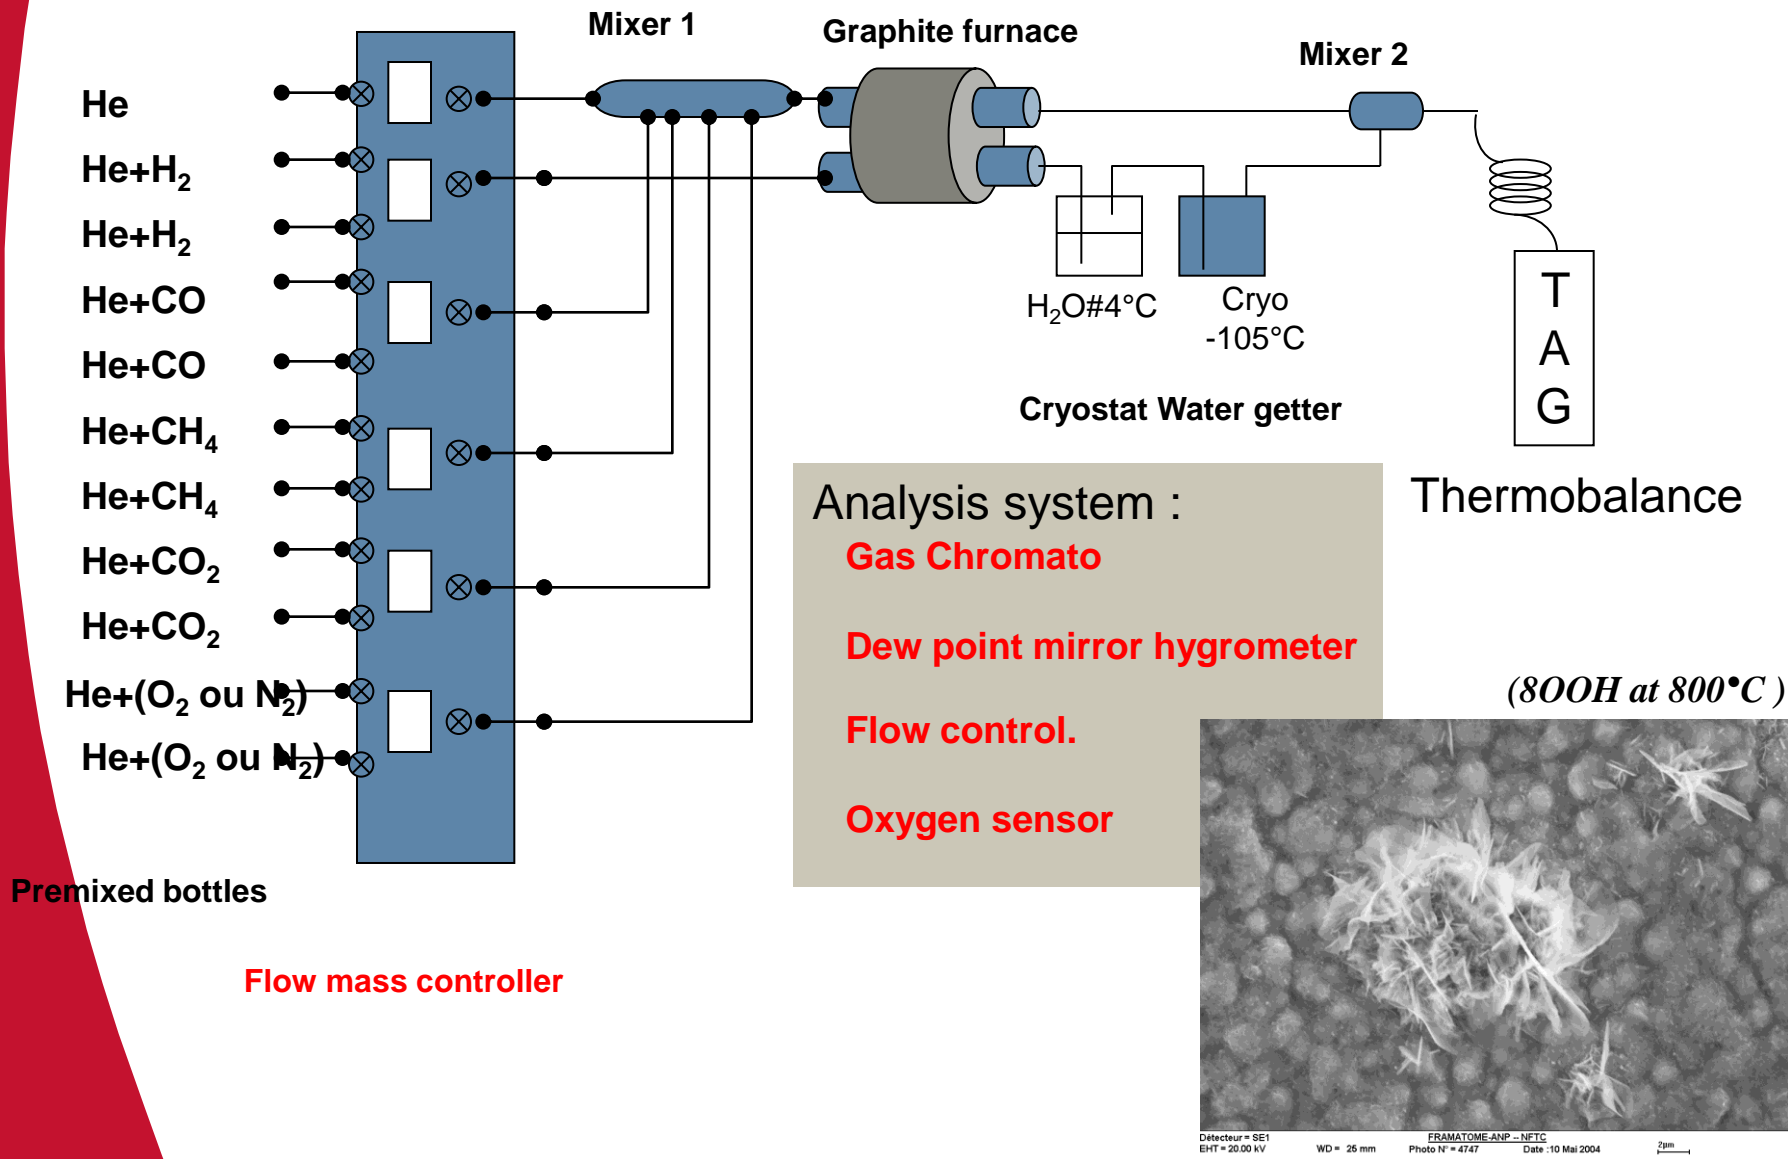 Mixer 1
Graphite furnace
Mixer 2
He
He+H₂
He+H₂
He+CO
He+CO
He+CH₄
He+CH₄
He+CO₂
He+CO₂
He+(O₂ ou N₂)
He+(O₂ ou N₂)
Premixed bottles
Flow mass controller
H₂O#4°C
Cryo
-105°C
Cryostat Water getter
T
A
G
Thermobalance
Analysis system :
Gas Chromato
Dew point mirror hygrometer
Flow control.
Oxygen sensor
(8OOH at 800°C )
Détecteur = SE1
EHT = 20.00 kV
WD = 26 mm
FRAMATOME-ANP -- NFTC
Photo N° = 4747
Date :10 Mai 2004
2µm